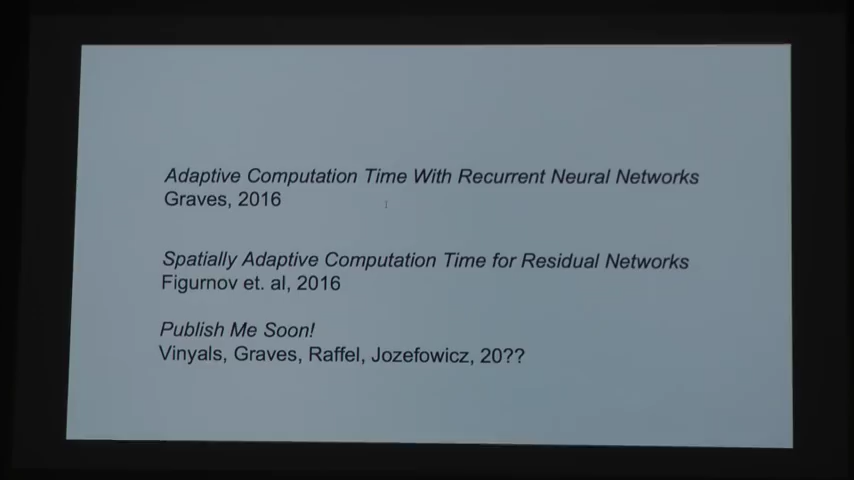 Adaptive Computation Time With Recurrent Neural Networks
Graves, 2016
Spatially Adaptive Computation Time for Residual Networks
Figurnov et. al, 2016
Publish Me Soon!
Vinyals, Graves, Raffel, Jozefowicz, 20??